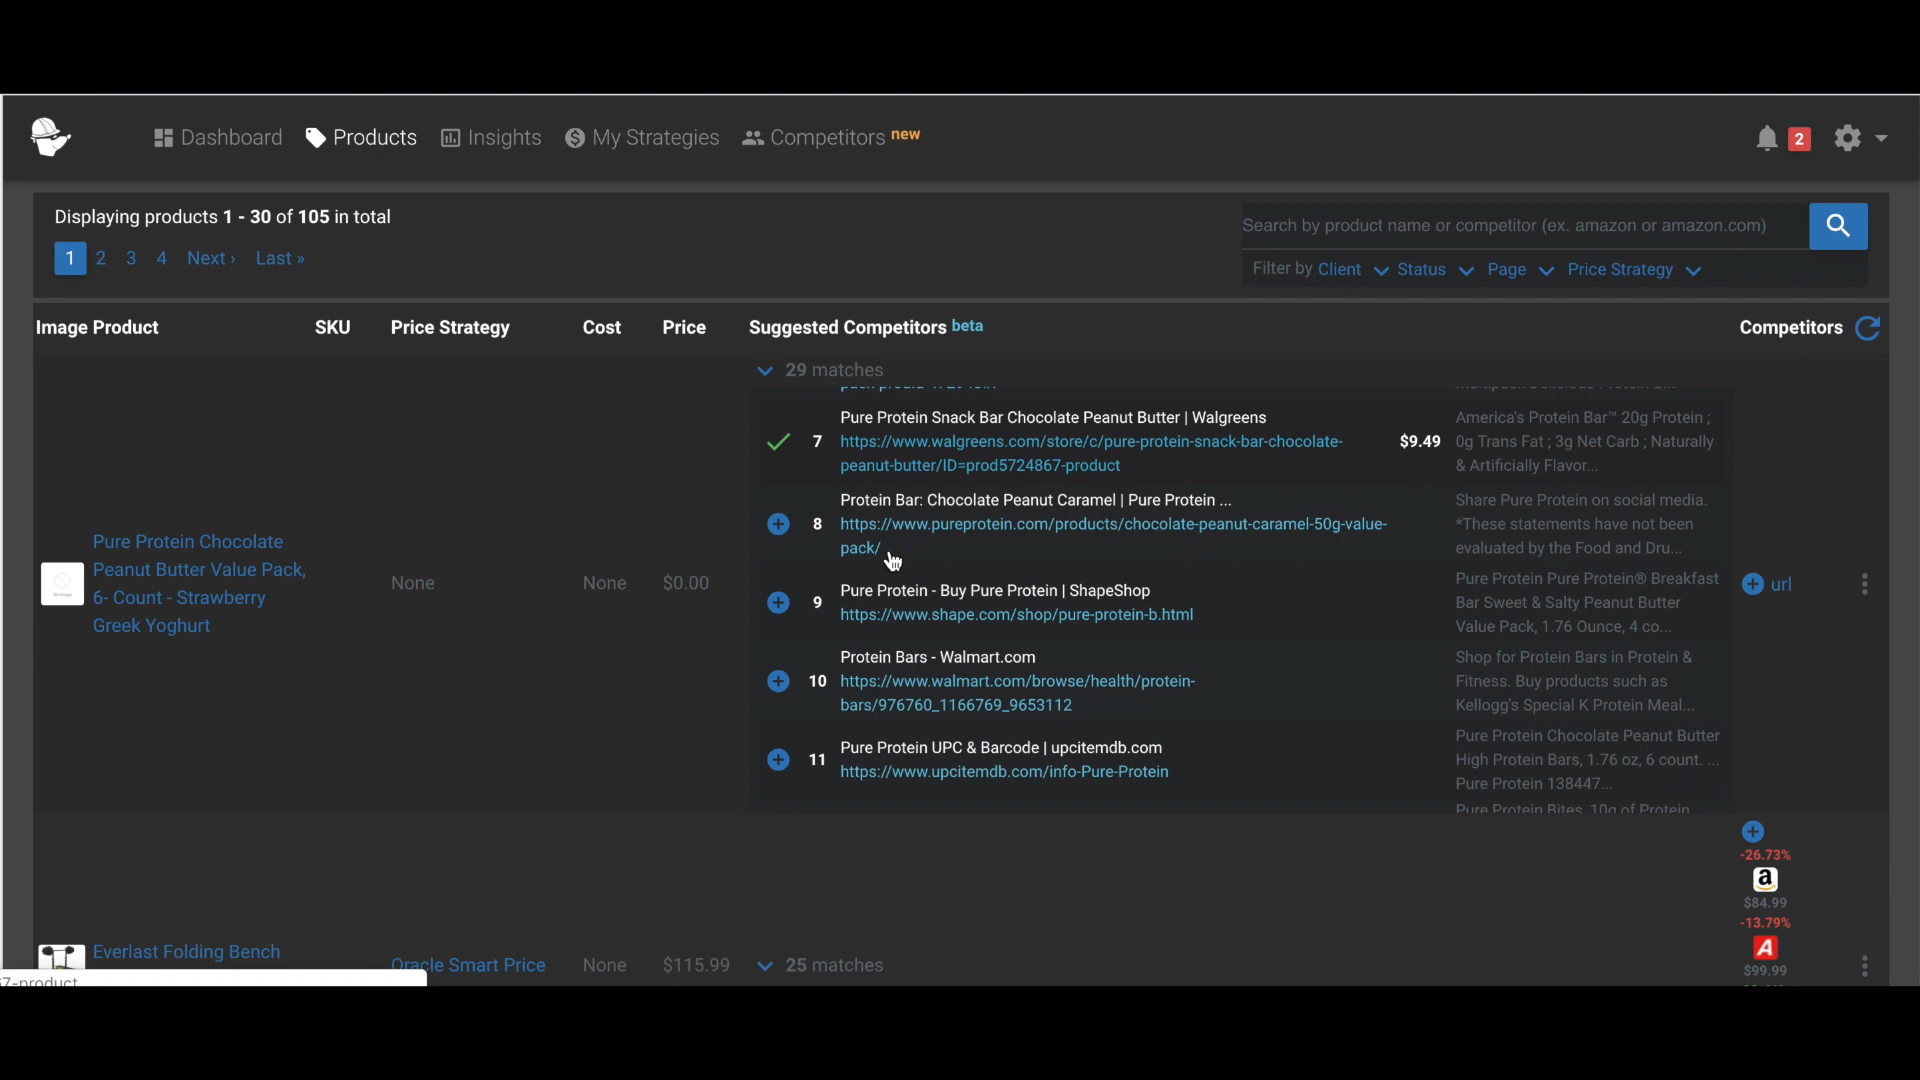 Dashboard Products Insights My Strategies Competitors new 2
Displaying products 1 - 30 of 105 in total
1 2 3 4 Next › Last »
Search by product name or competitor (ex. amazon or amazon.com)
Filter by Client Status Page Price Strategy
Image Product SKU Price Strategy Cost Price Suggested Competitors beta Competitors
29 matches
Pure Protein Chocolate
Peanut Butter Value Pack,
6- Count - Strawberry
Greek Yoghurt
None None $0.00
7
Pure Protein Snack Bar Chocolate Peanut Butter | Walgreens
https://www.walgreens.com/store/c/pure-protein-snack-bar-chocolate-
peanut-butter/ID=prod5724867-product
$9.49
America's Protein Bar™ 20g Protein ;
0g Trans Fat ; 3g Net Carb ; Naturally
& Artificially Flavor...
8
Protein Bar: Chocolate Peanut Caramel | Pure Protein ...
https://www.pureprotein.com/products/chocolate-peanut-caramel-50g-value-
pack/
Share Pure Protein on social media.
*These statements have not been
evaluated by the Food and Dru...
9
Pure Protein - Buy Pure Protein | ShapeShop
https://www.shape.com/shop/pure-protein-b.html
Pure Protein Pure Protein® Breakfast
Bar Sweet & Salty Peanut Butter
Value Pack, 1.76 Ounce, 4 co...
10
Protein Bars - Walmart.com
https://www.walmart.com/browse/health/protein-
bars/976760_1166769_9653112
Shop for Protein Bars in Protein &
Fitness. Buy products such as
Kellogg's Special K Protein Meal...
11
Pure Protein UPC & Barcode | upcitemdb.com
https://www.upcitemdb.com/info-Pure-Protein
Pure Protein Chocolate Peanut Butter
High Protein Bars, 1.76 oz, 6 count. ...
Pure Protein 138447...
Pure Protein Bites, 10g of Protein
url
Everlast Folding Bench
Oracle Smart Price None $115.99 25 matches
-26.73%
a
$84.99
-13.79%
A
$99.99
67-product